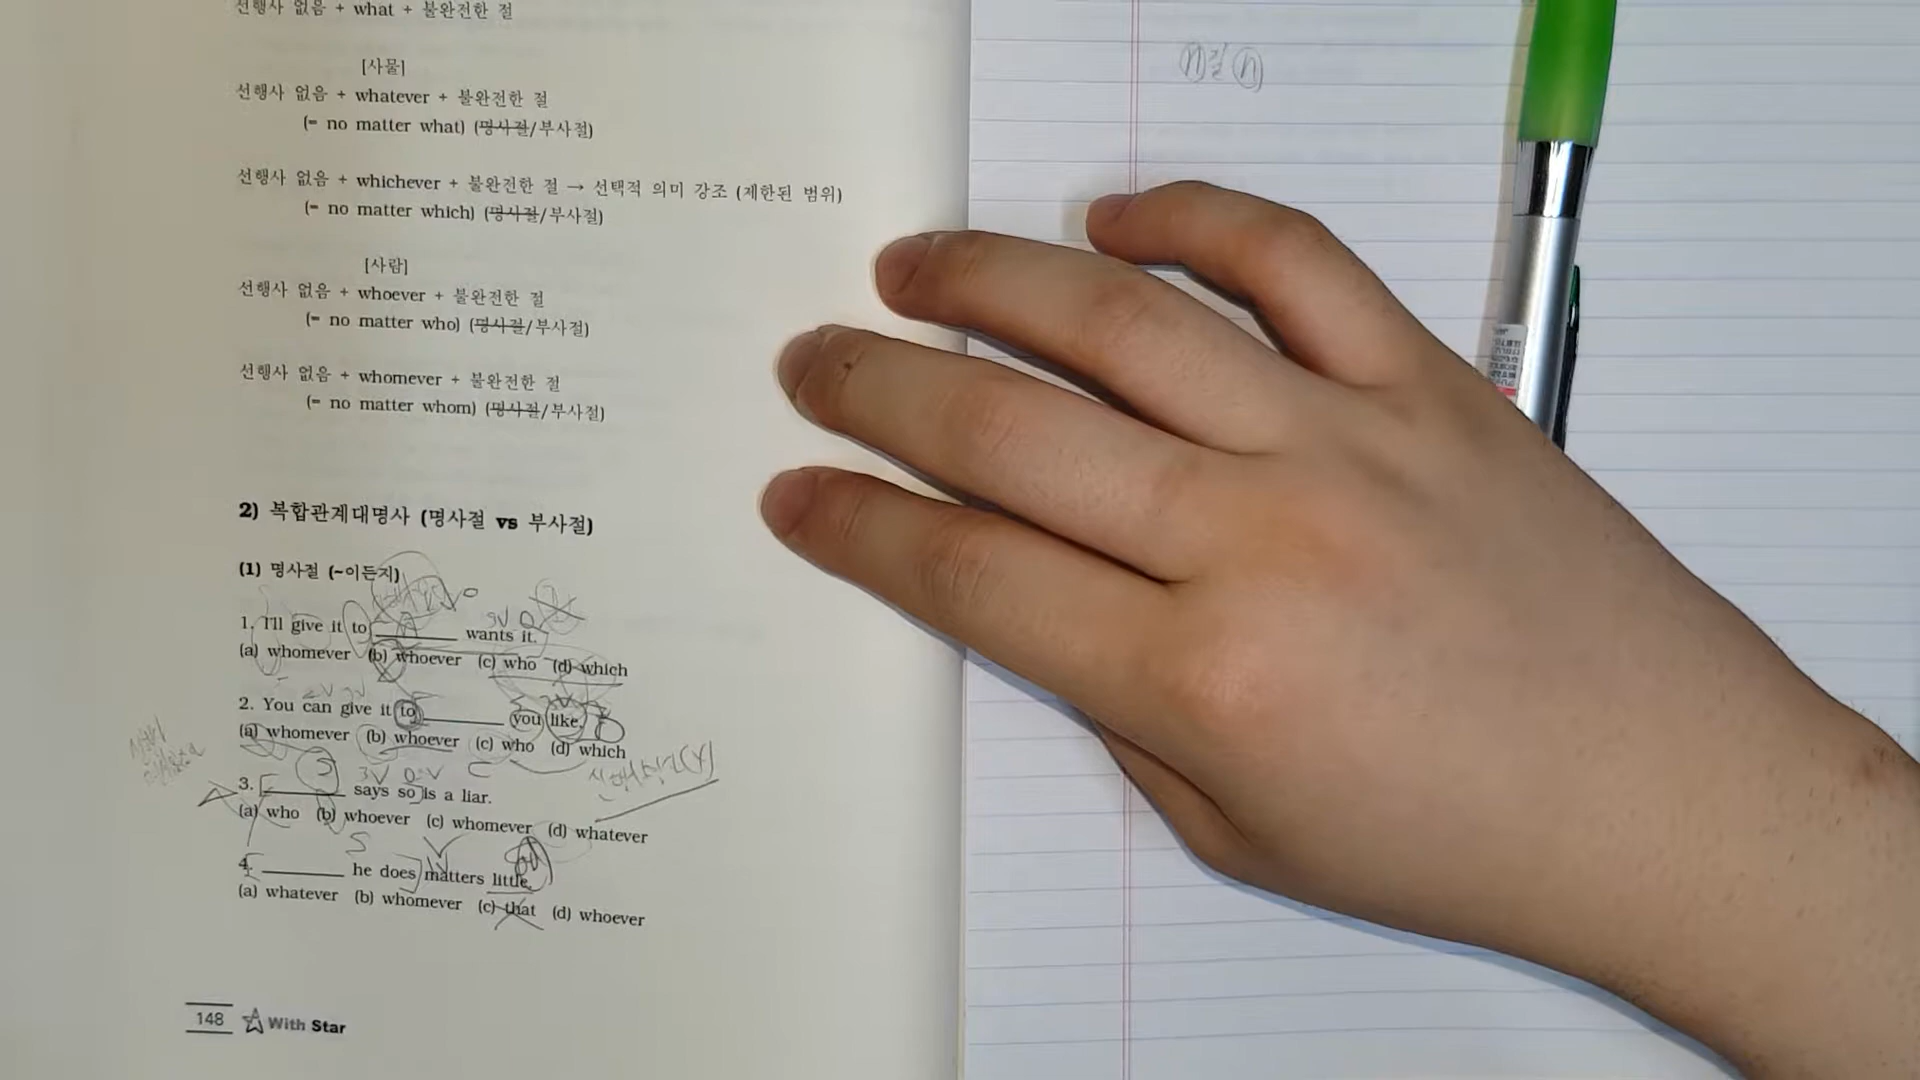 선행사 없음 + what + 불완전한 절
[사물]
선행사 없음 + whatever + 불완전한 절
(= no matter what) (명사절/부사절)
선행사 없음 + whichever + 불완전한 절 → 선택적 의미 강조 (제한된 범위)
(= no matter which) (명사절/부사절)
[사람]
선행사 없음 + whoever + 불완전한 절
(= no matter who) (명사절/부사절)
선행사 없음 + whomever + 불완전한 절
(= no matter whom) (명사절/부사절)
2) 복합관계대명사 (명사절 vs 부사절)
(1) 명사절 (~이든지)
1. I'll give it to ________ wants it.
(a) whomever (b) whoever (c) who (d) which
2. You can give it to ________ you like.
(a) whomever (b) whoever (c) who (d) which
3. ________ says so is a liar.
(a) who (b) whoever (c) whomever (d) whatever
4. ________ he does matters little.
(a) whatever (b) whomever (c) that (d) whoever
148 With Star
n절 n